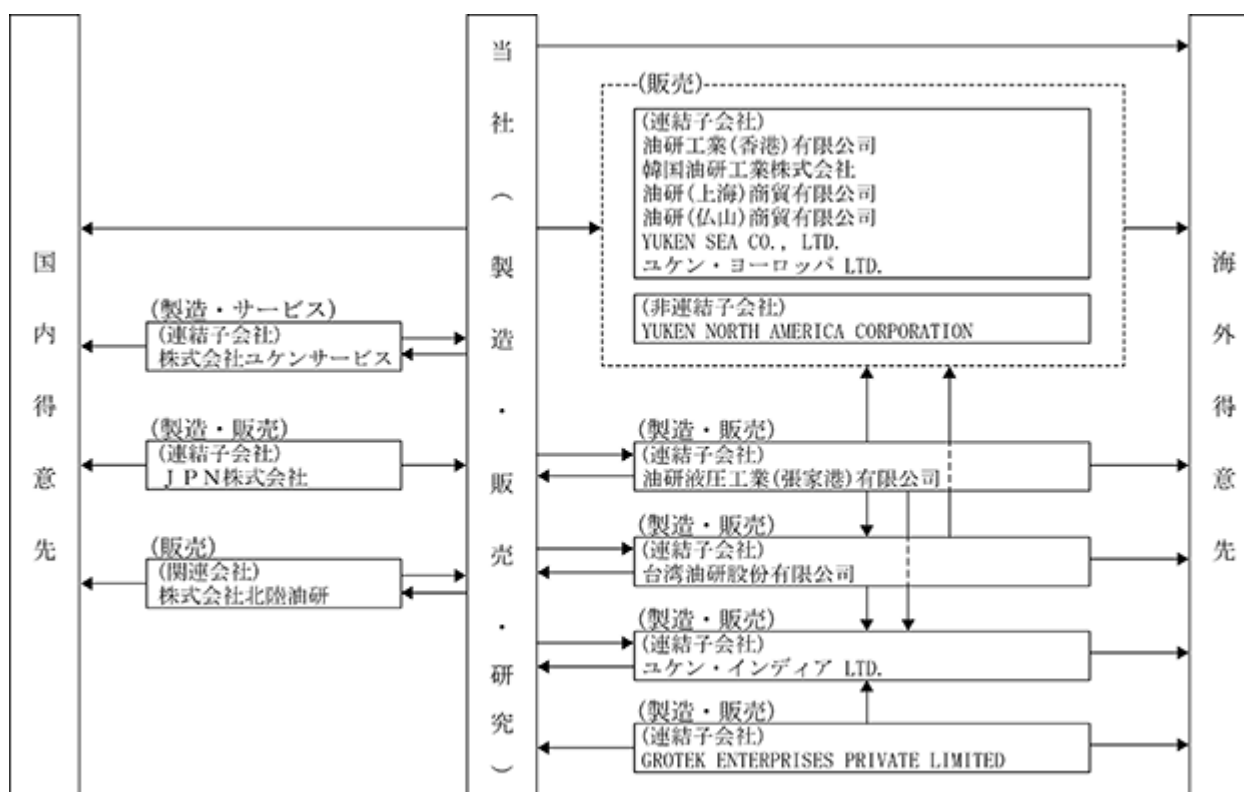 国内得意先
当社（製造・販売・研究）
海外得意先
(製造・サービス)
(連結子会社)
株式会社ユケンサービス
(製造・販売)
(連結子会社)
ＪＰＮ株式会社
(販売)
(関連会社)
株式会社北陸油研
(販売)
(連結子会社)
油研工業(香港)有限公司
韓国油研工業株式会社
油研(上海)商貿有限公司
油研(仏山)商貿有限公司
YUKEN SEA CO., LTD.
ユケン・ヨーロッパ LTD.
(非連結子会社)
YUKEN NORTH AMERICA CORPORATION
(製造・販売)
(連結子会社)
油研液圧工業(張家港)有限公司
(製造・販売)
(連結子会社)
台湾油研股份有限公司
(製造・販売)
(連結子会社)
ユケン・インディア LTD.
(製造・販売)
(連結子会社)
GROTEK ENTERPRISES PRIVATE LIMITED